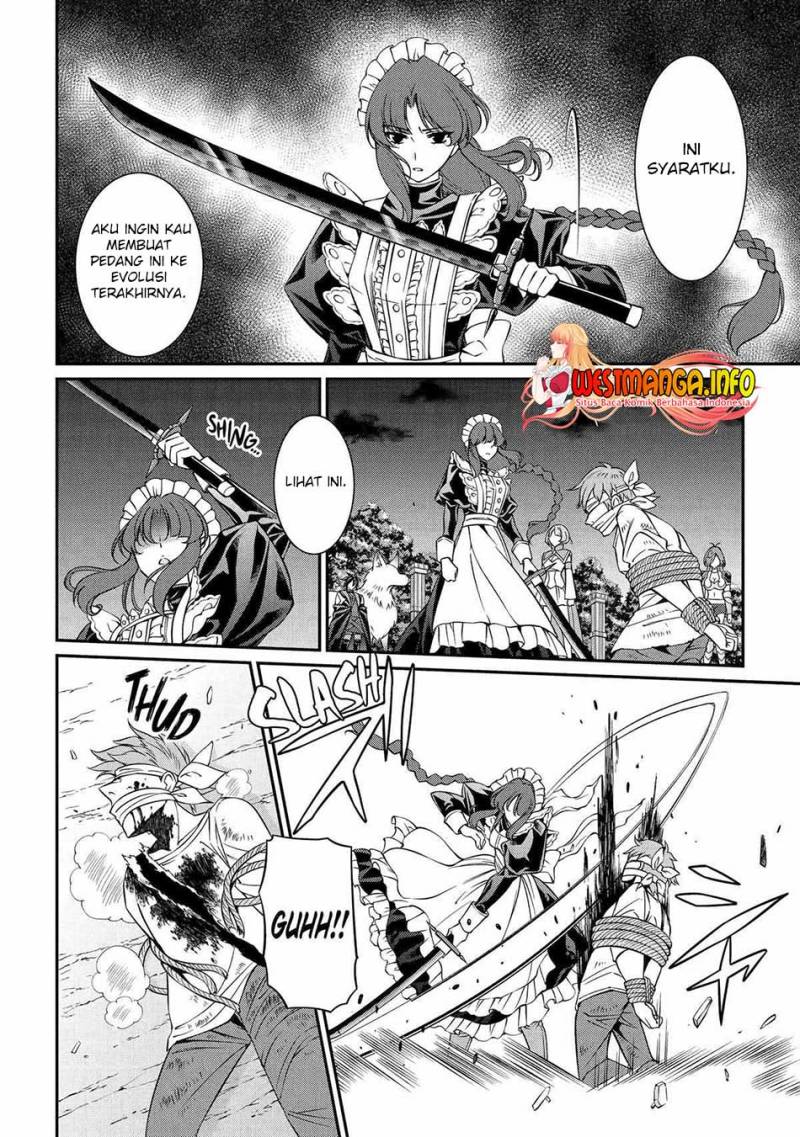 INI
SYARATKU.
AKU INGIN KAU
MEMBUAT
PEDANG INI KE
EVOLUSI
TERAKHIRNYA.
WESTMANGA.INFO
Situs Baca Komik Berbahasa Indonesia
SHING...
LIHAT INI.
SLASH
THUD
GUHH!!